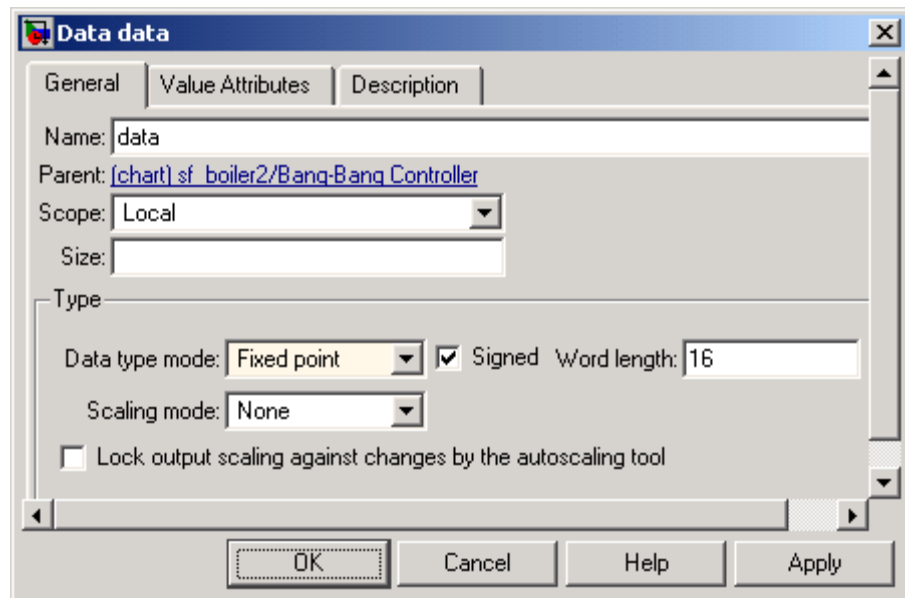 Data data
General Value Attributes Description
Name: data
Parent: (chart) sf_boiler2/Bang-Bang Controller
Scope: Local
Size:
Type
Data type mode: Fixed point Signed Word length: 16
Scaling mode: None
Lock output scaling against changes by the autoscaling tool
OK Cancel Help Apply